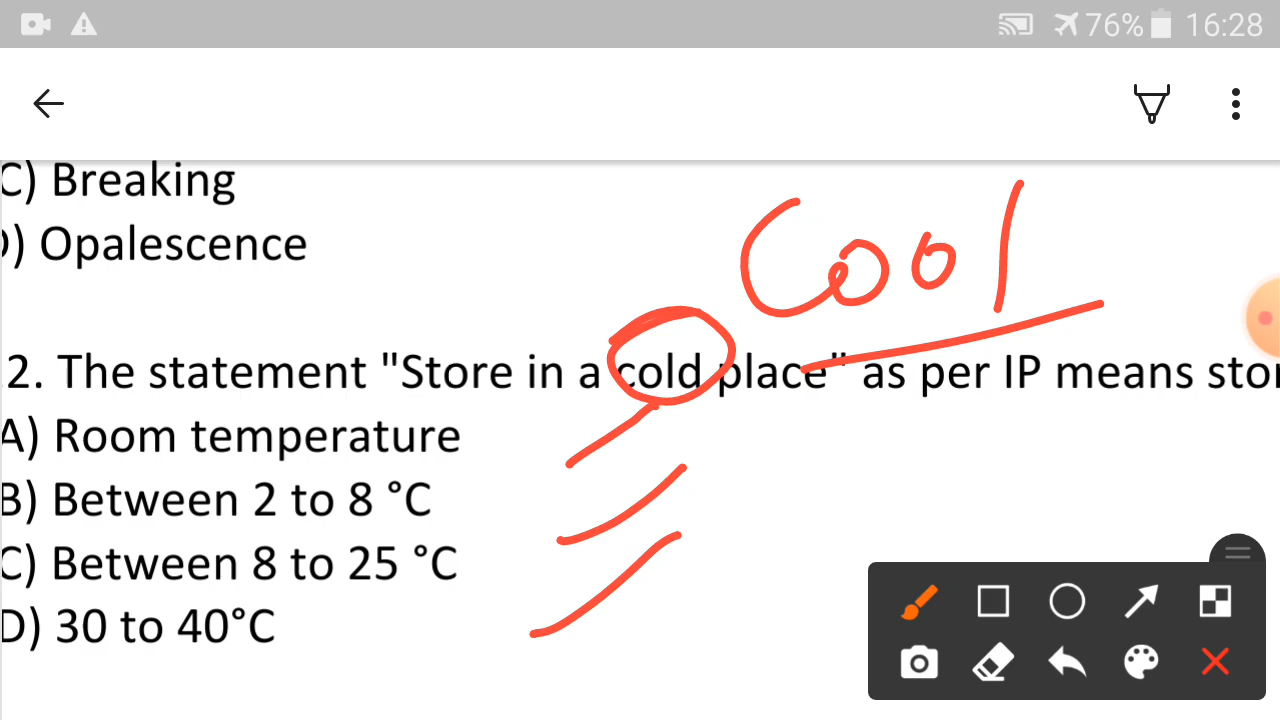 76% 16:28
C) Breaking
D) Opalescence
Cool
2. The statement "Store in a cold place" as per IP means
A) Room temperature
B) Between 2 to 8 °C
C) Between 8 to 25 °C
D) 30 to 40°C